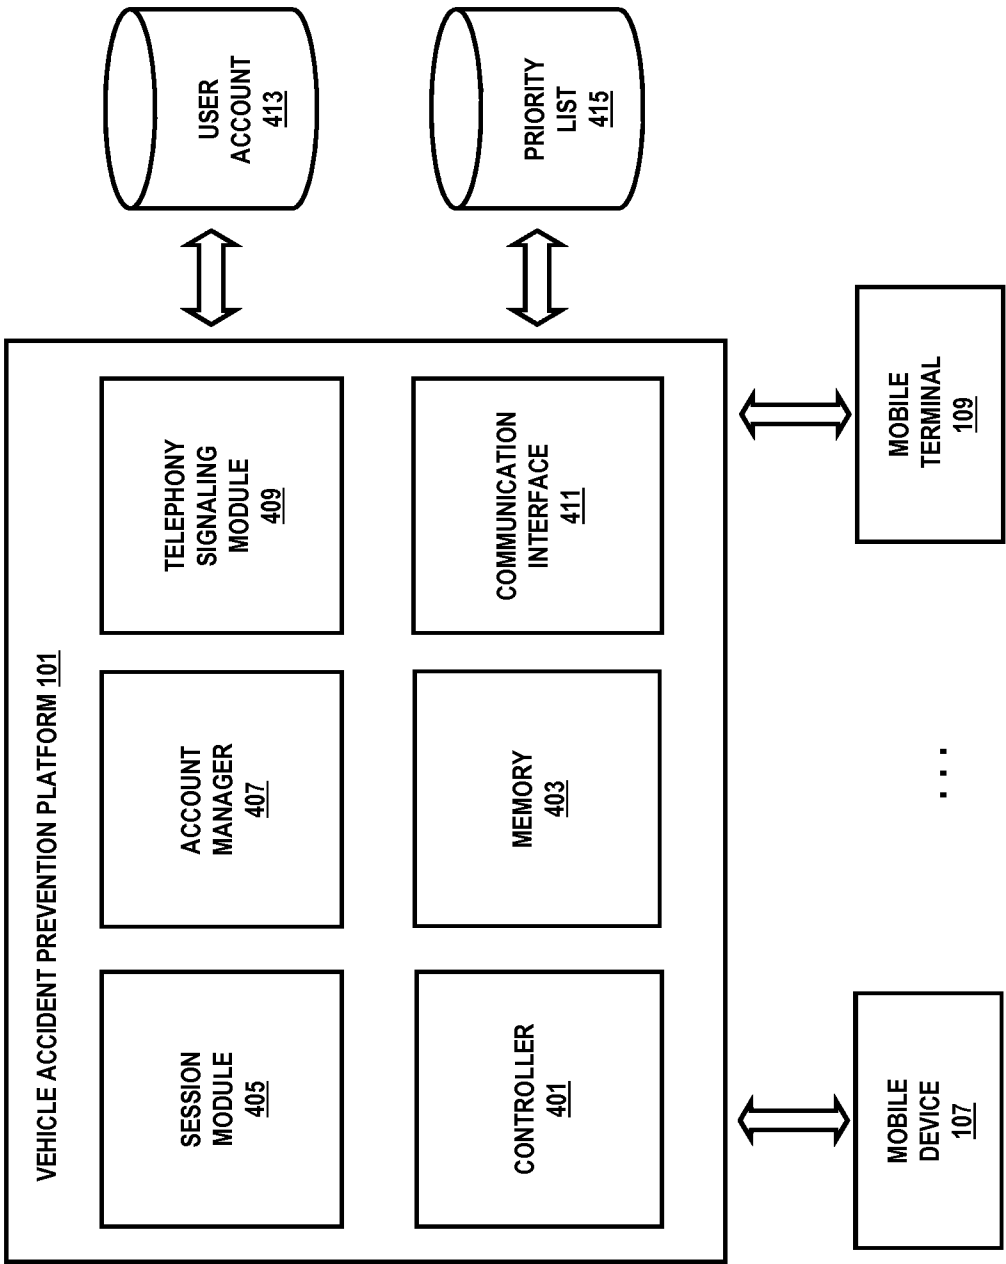 VEHICLE ACCIDENT PREVENTION PLATFORM 101
SESSION
MODULE
405
ACCOUNT
MANAGER
407
TELEPHONY
SIGNALING
MODULE
409
USER
ACCOUNT
413
CONTROLLER
401
MEMORY
403
COMMUNICATION
INTERFACE
411
PRIORITY
LIST
415
MOBILE
DEVICE
107
. . .
MOBILE
TERMINAL
109